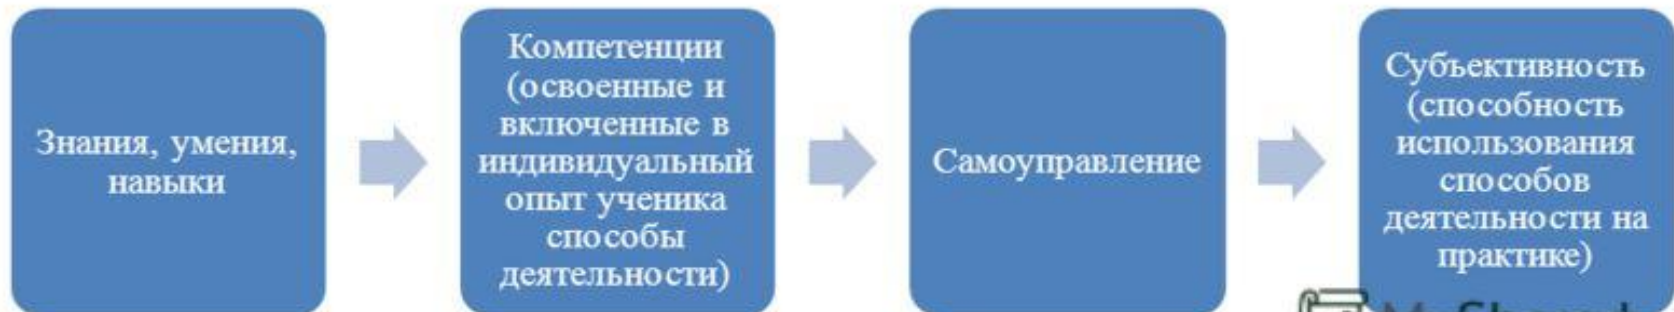 Знания, умения,
навыки
Компетенции
(освоенные и
включенные в
индивидуальный
опыт ученика
способы
деятельности)
Самоуправление
Субъективность
(способность
использования
способов
деятельности на
практике)